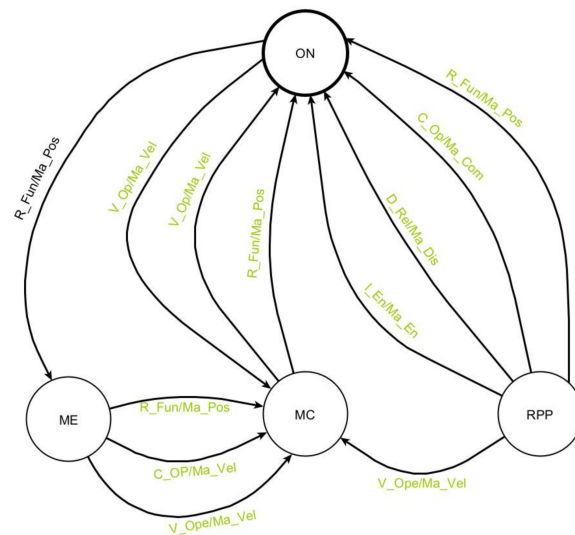 ON
R_Fun/Ma_Pos
C_Op/Ma_Com
R_Fun/Ma_Pos
V_Op/Ma_Vel
V_Op/Ma_Vel
R_Fun/Ma_Pos
D_Rel/Ma_Dis
I_En/Ma_En
ME
R_Fun/Ma_Pos
MC
RPP
C_OP/Ma_Vel
V_Ope/Ma_Vel
V_Ope/Ma_Vel